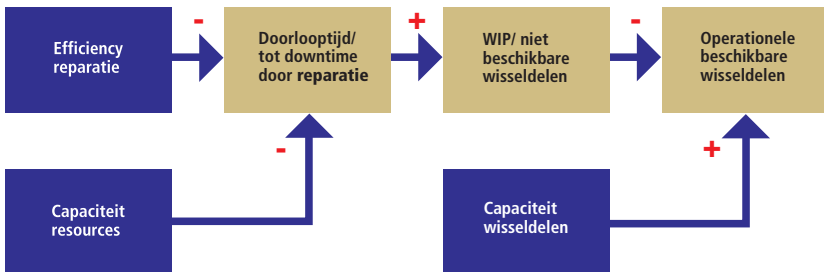 Efficiency
reparatie
-
Doorlooptijd/
tot downtime
door reparatie
+
WIP/ niet
beschikbare
wisseldelen
-
Operationele
beschikbare
wisseldelen
Capaciteit
resources
-
Capaciteit
wisseldelen
+